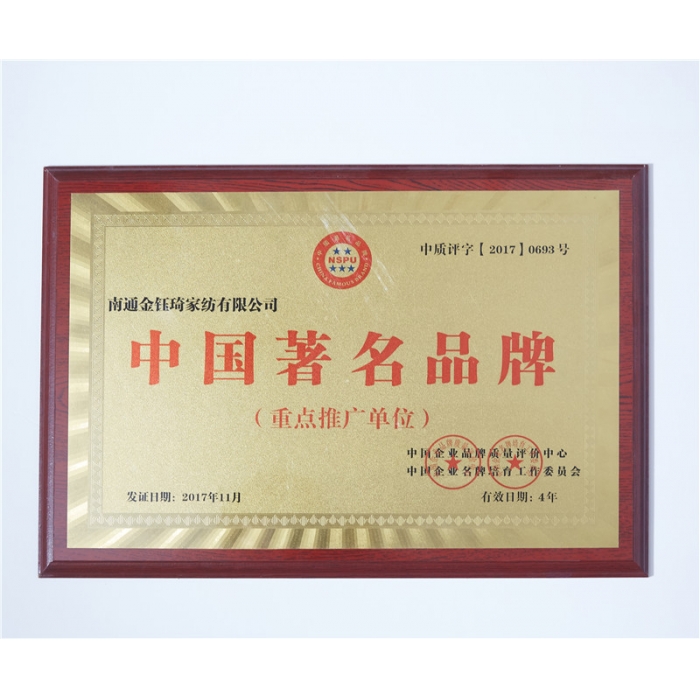 NSPU
中质评字【2017】0693号
南通金钰琦家纺有限公司
中国著名品牌
（重点推广单位）
中国企业品牌质量评价中心
中国企业名牌培育工作委员会
发证日期：2017年11月
有效日期：4年